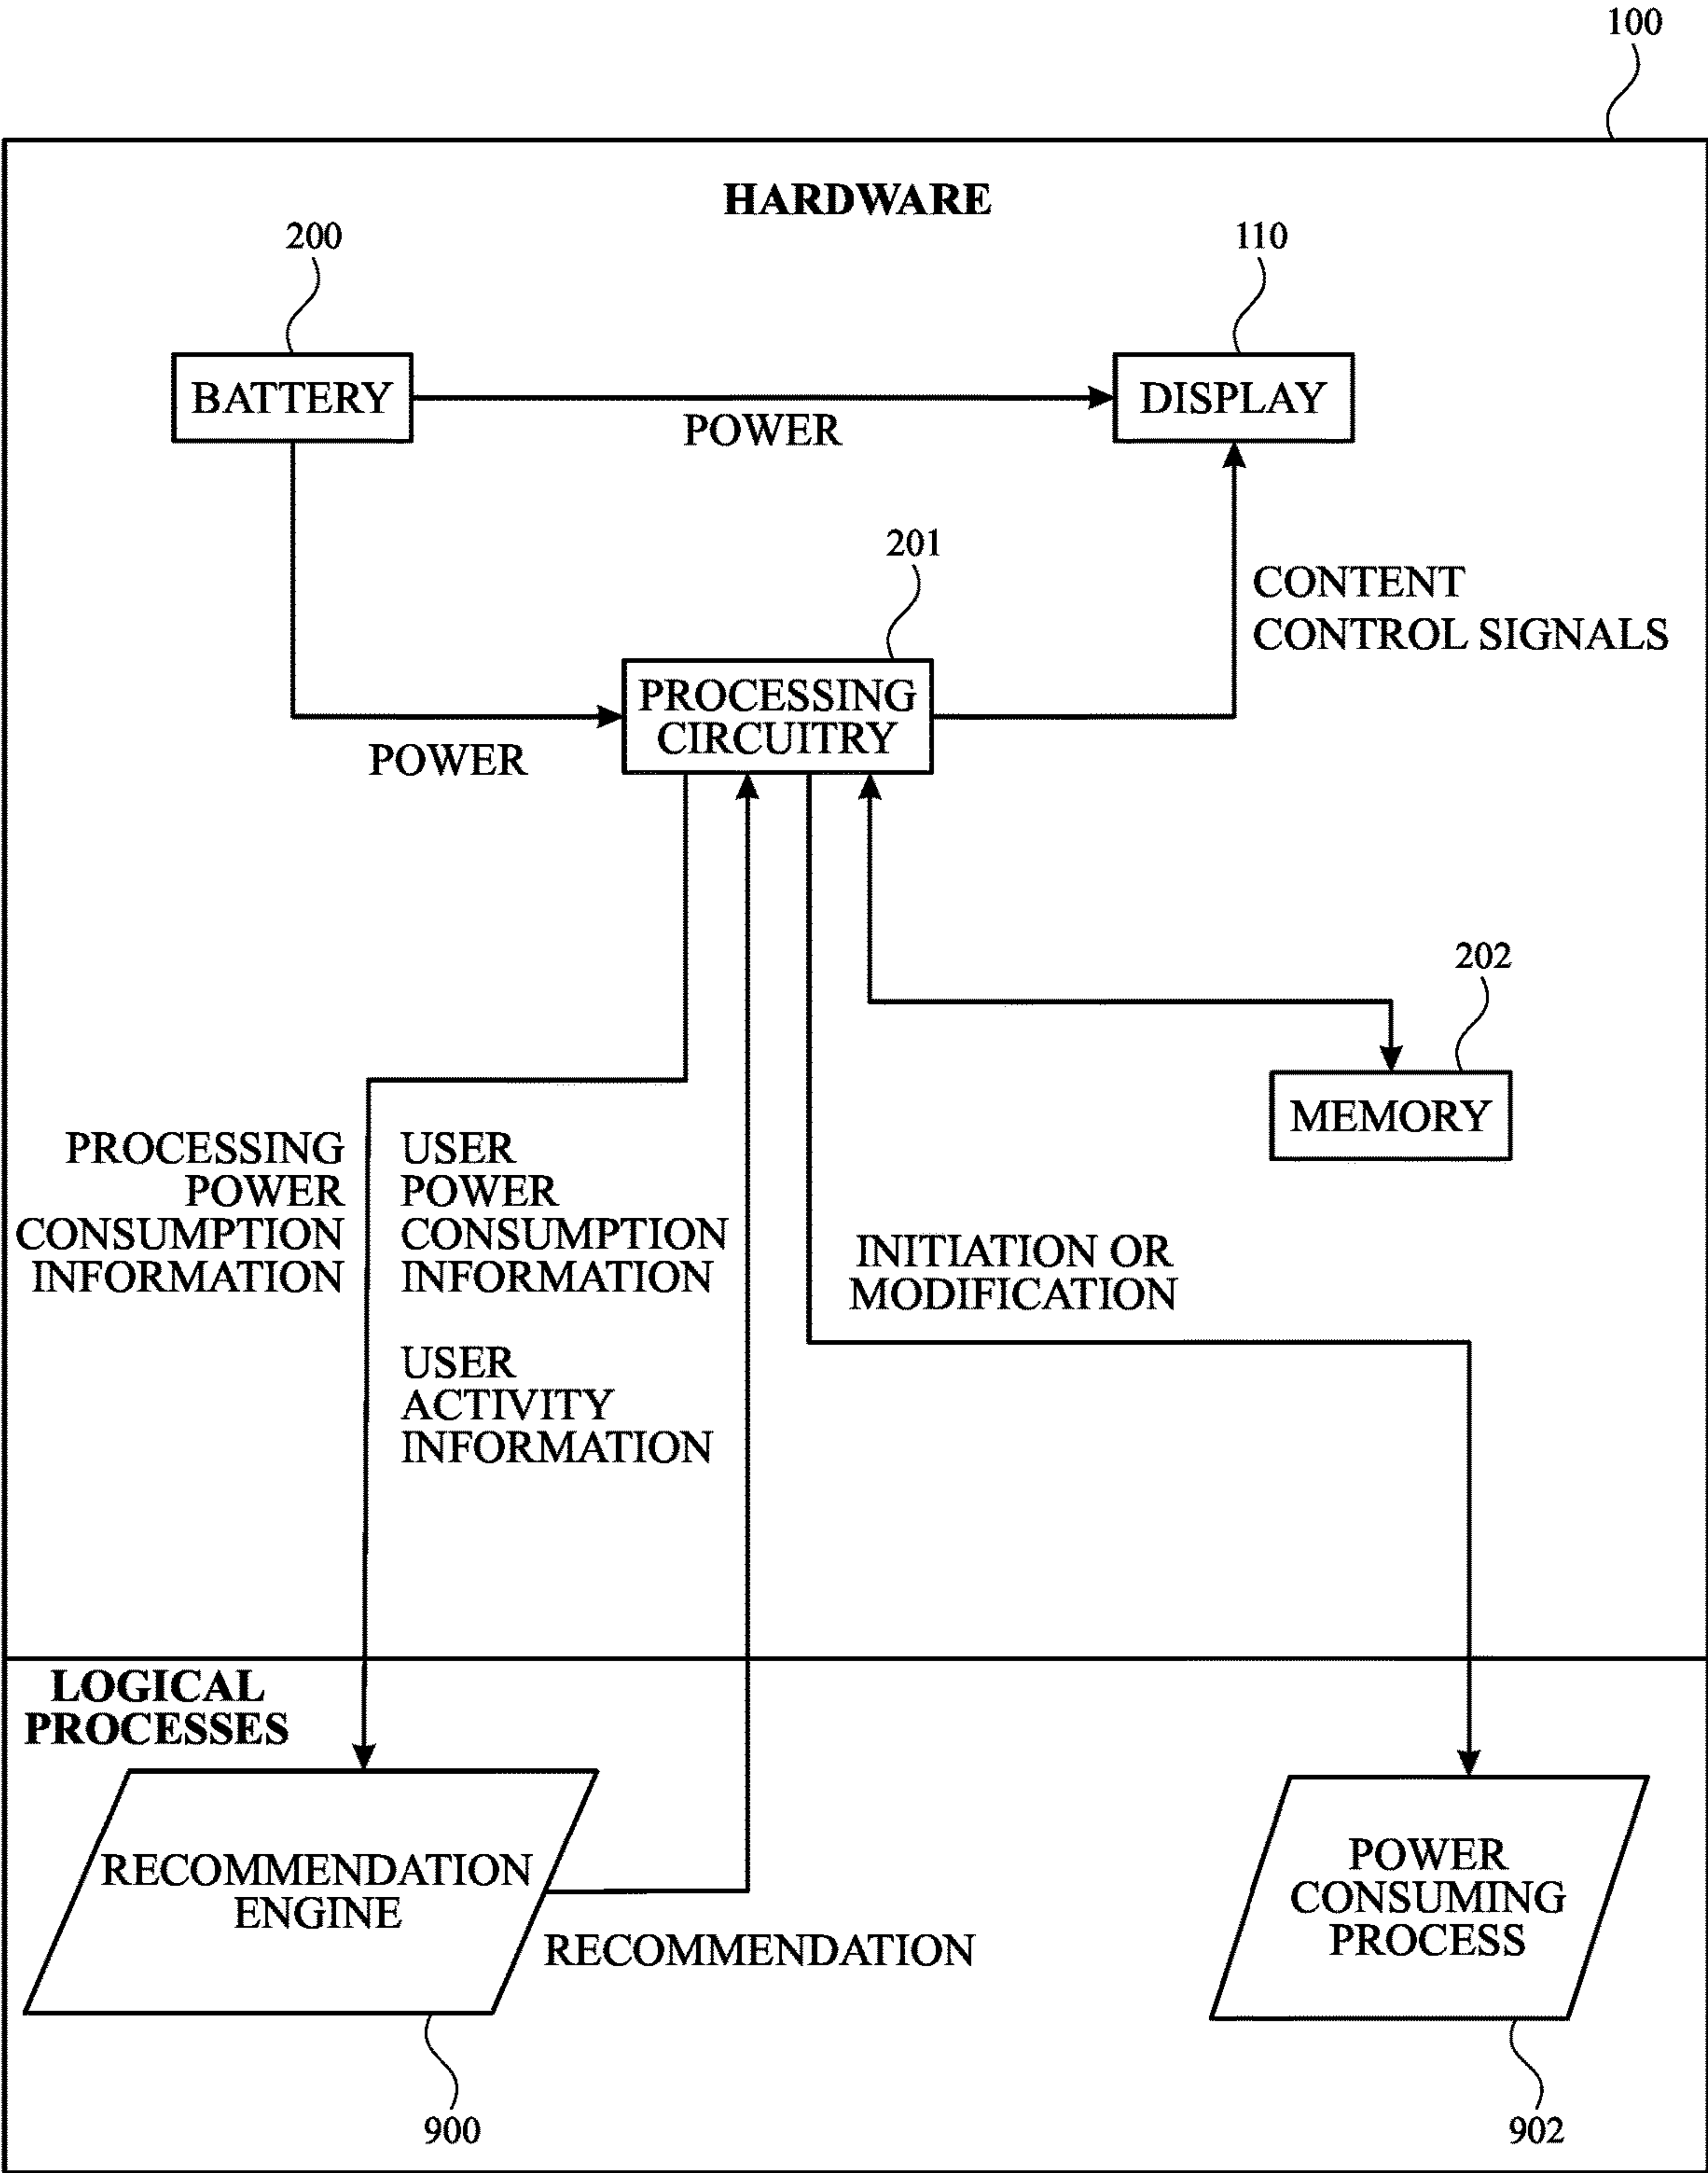 100
HARDWARE
200
110
BATTERY
DISPLAY
POWER
201
CONTENT
CONTROL SIGNALS
PROCESSING
CIRCUITRY
POWER
202
MEMORY
PROCESSING
POWER
CONSUMPTION
INFORMATION
USER
POWER
CONSUMPTION
INFORMATION
USER
ACTIVITY
INFORMATION
INITIATION OR
MODIFICATION
LOGICAL
PROCESSES
RECOMMENDATION
ENGINE
RECOMMENDATION
POWER
CONSUMING
PROCESS
900
902